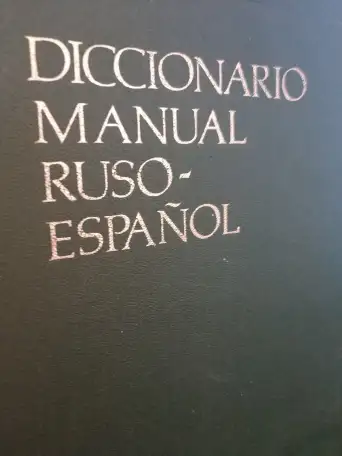 DICCIONARIO
MANUAL
RUSO-
ESPAÑOL